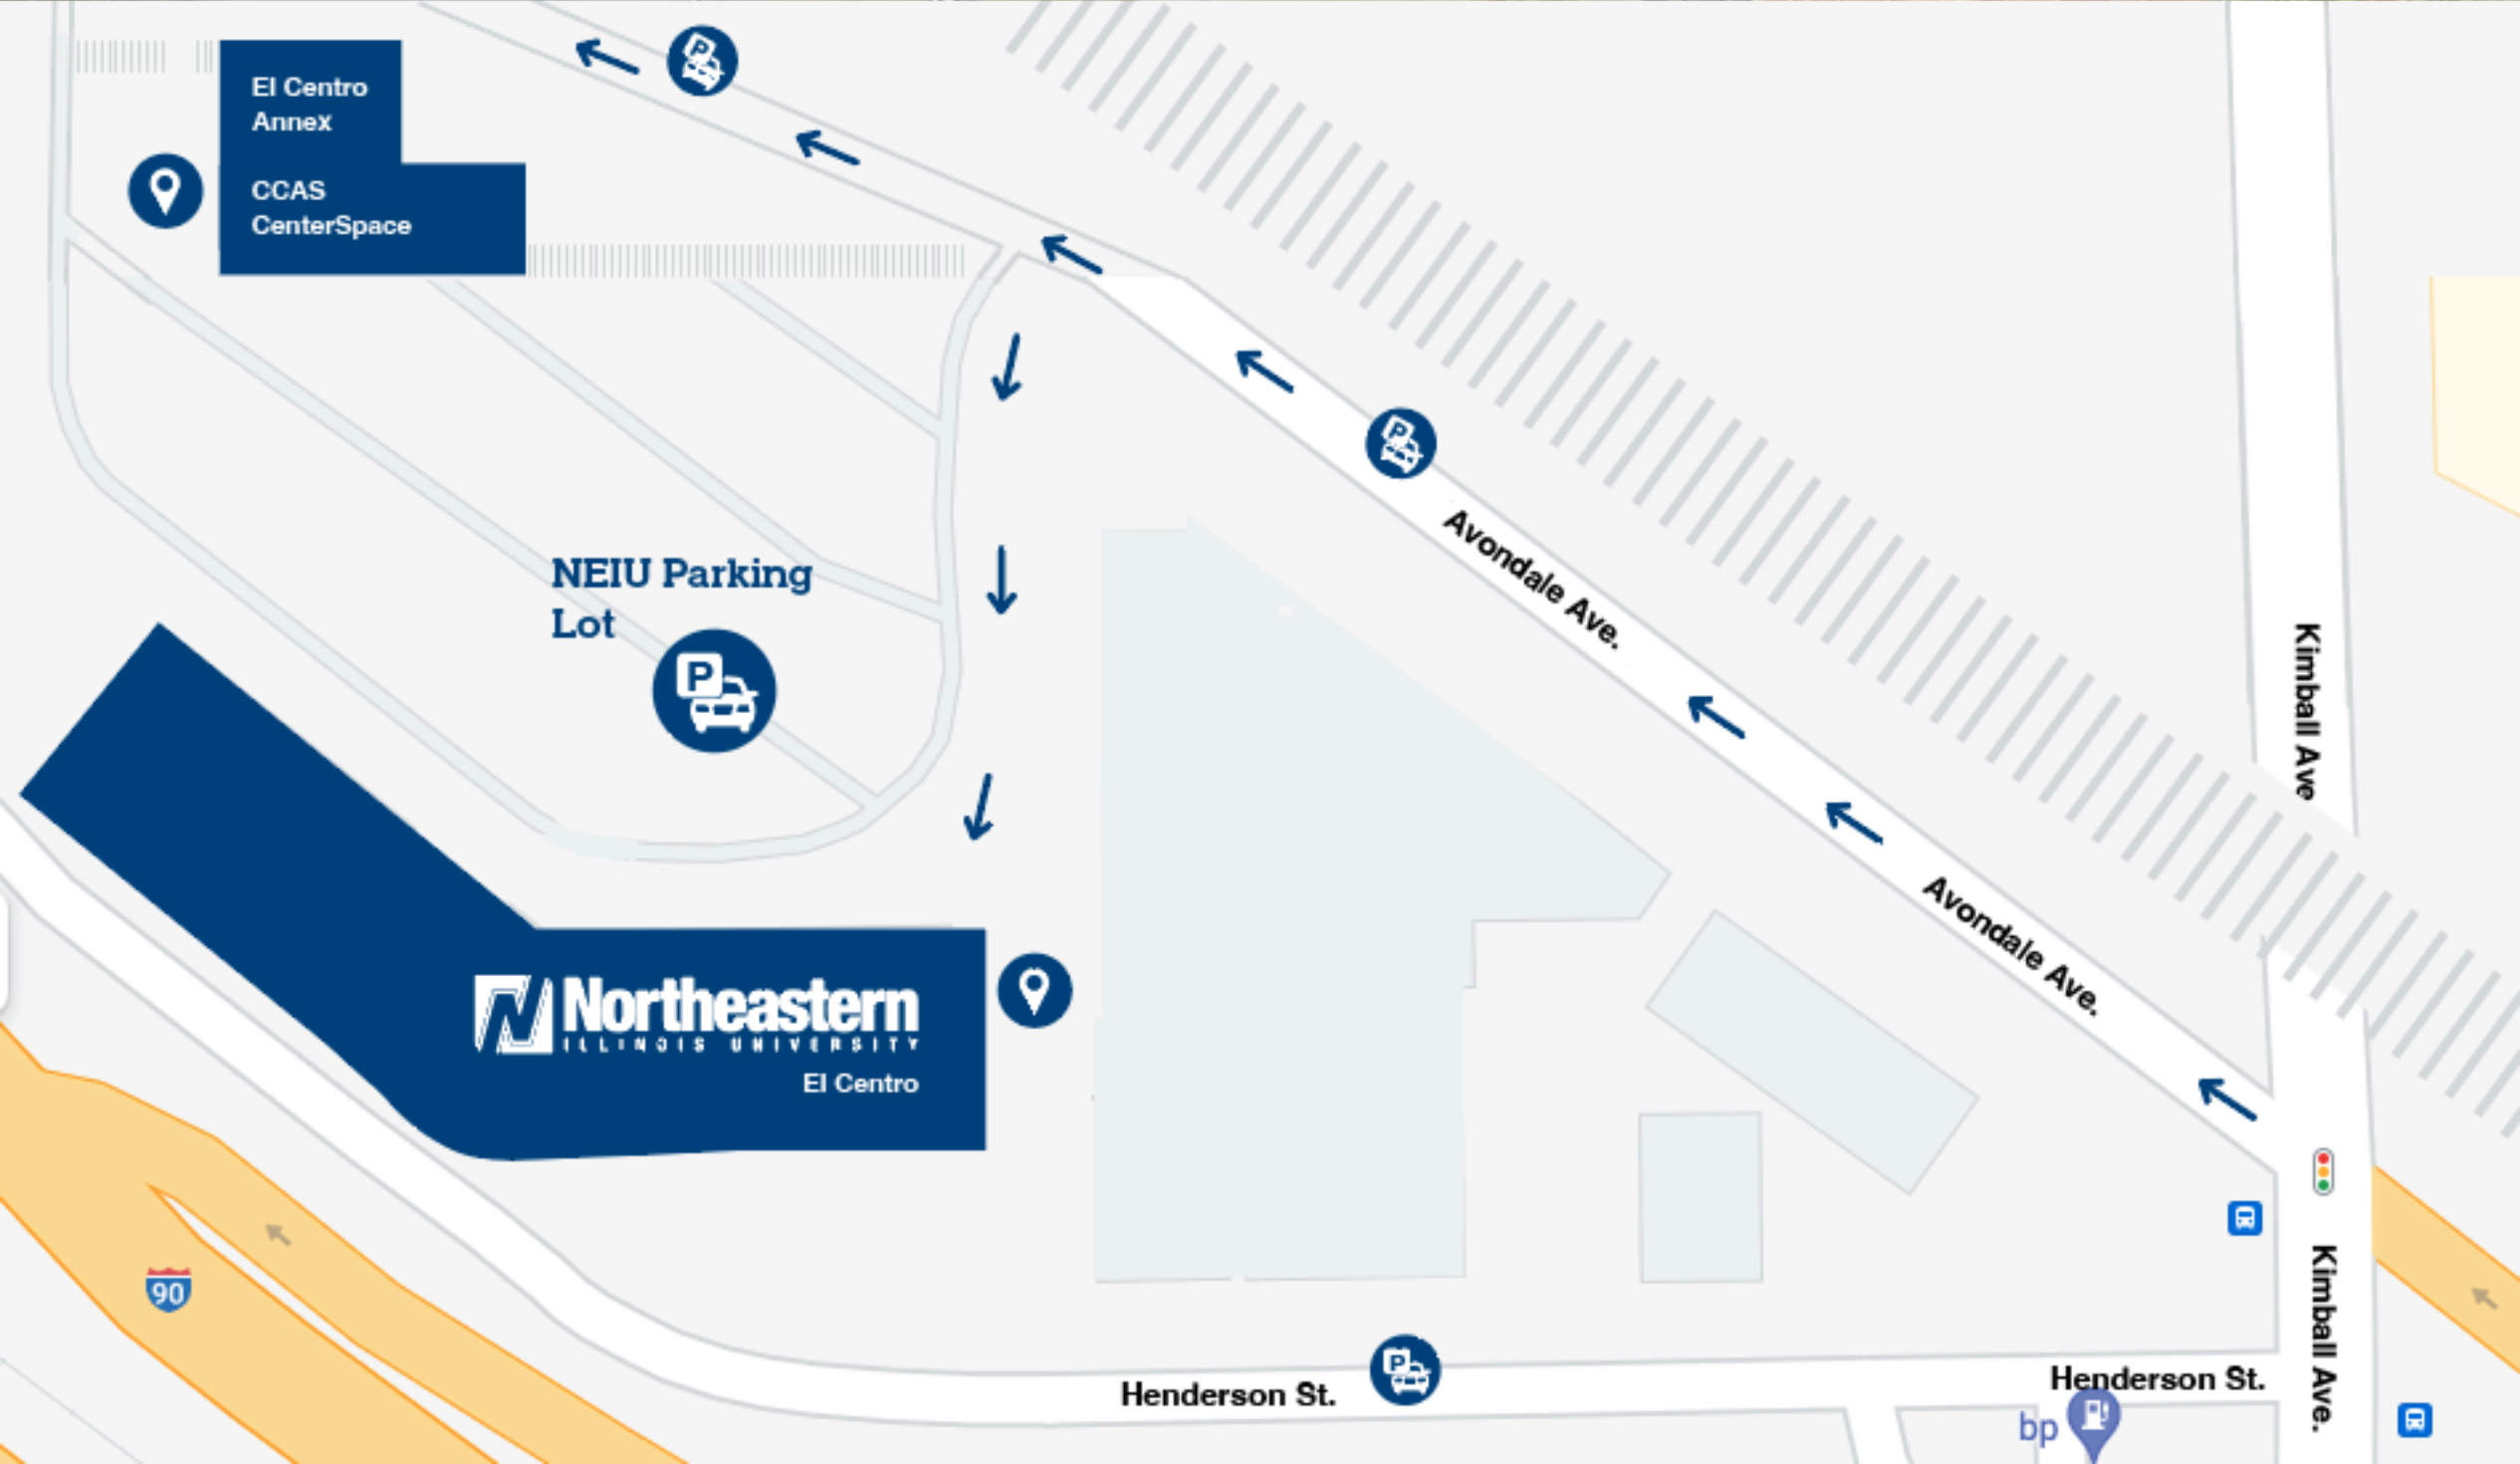 El Centro
Annex
CCAS
CenterSpace
P
P
Avondale Ave.
NEIU Parking
Lot
P
Kimball Ave
Avondale Ave.
N Northeastern
ILLINOIS UNIVERSITY
El Centro
90
Kimball Ave.
Henderson St.
P
Henderson St.
bp